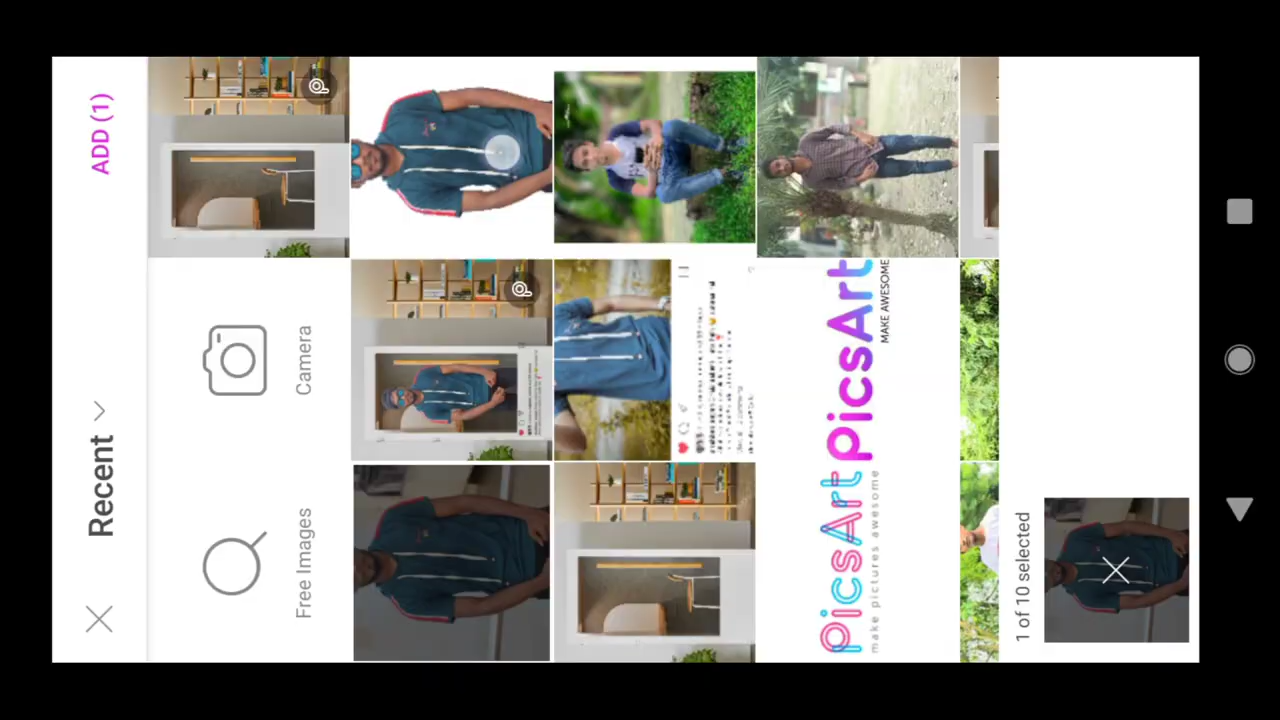 Recent
ADD (1)
Free Images
Camera
PicsArt
make pictures awesome
PicsArt
MAKE AWESOME
1 of 10 selected